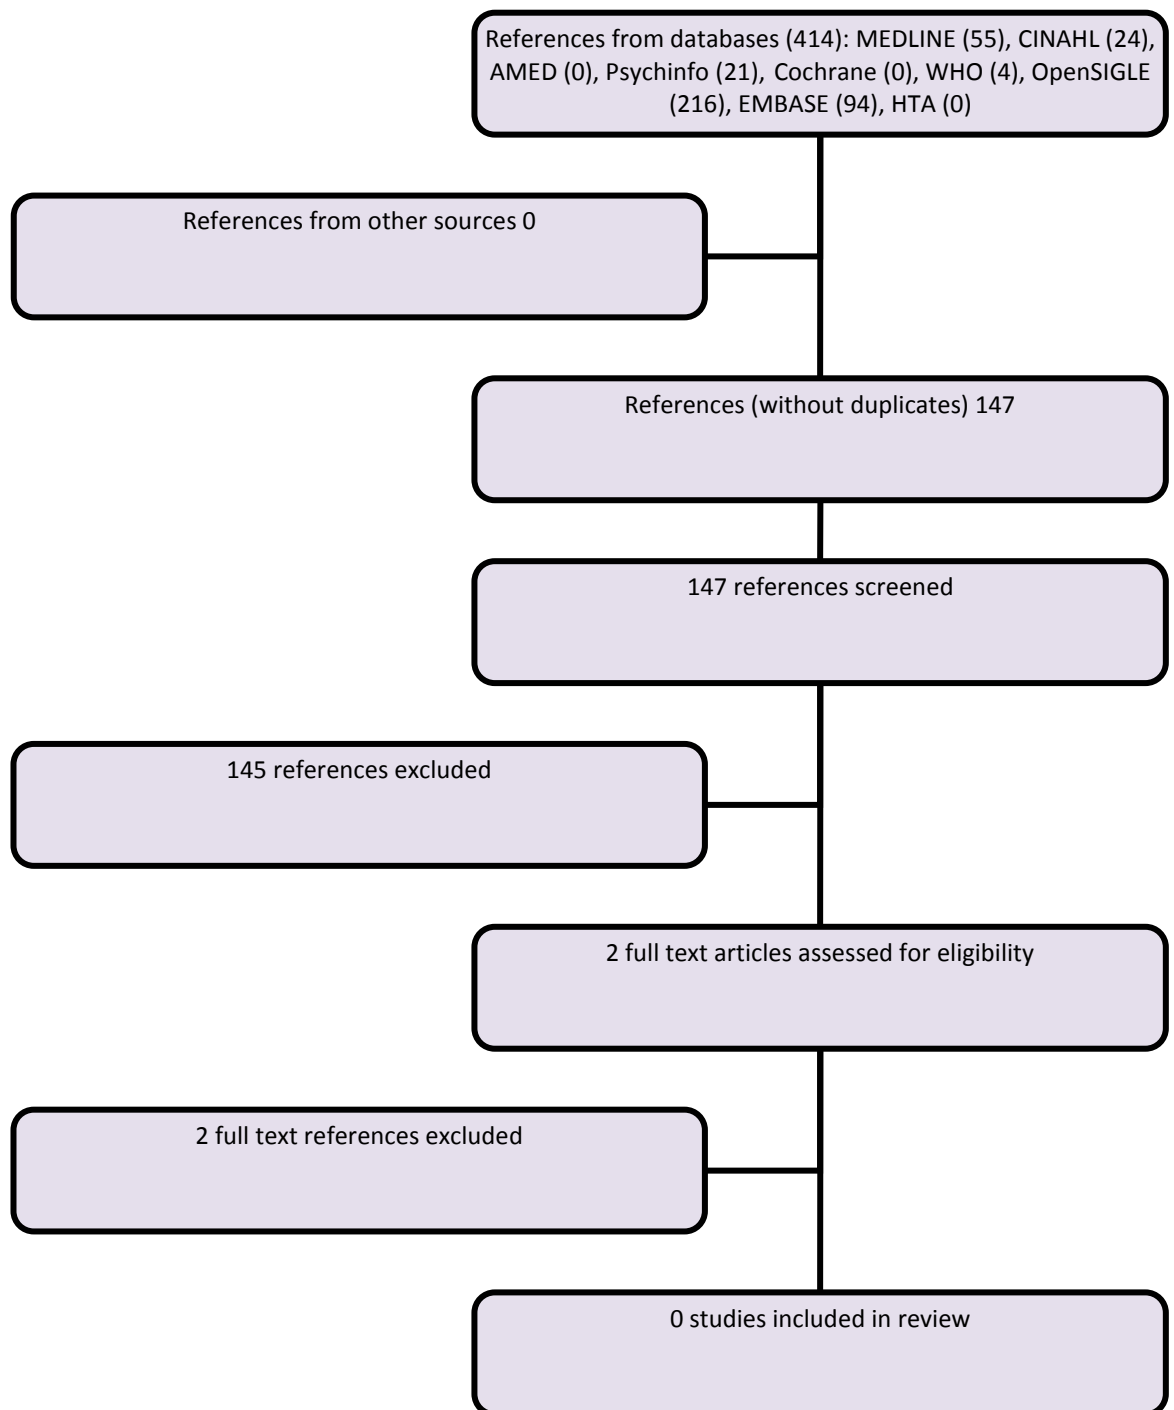 References from databases (414): MEDLINE (55), CINAHL (24),
AMED (0), Psychinfo (21), Cochrane (0), WHO (4), OpenSIGLE
(216), EMBASE (94), HTA (0)
References from other sources 0
References (without duplicates) 147
147 references screened
145 references excluded
2 full text articles assessed for eligibility
2 full text references excluded
0 studies included in review